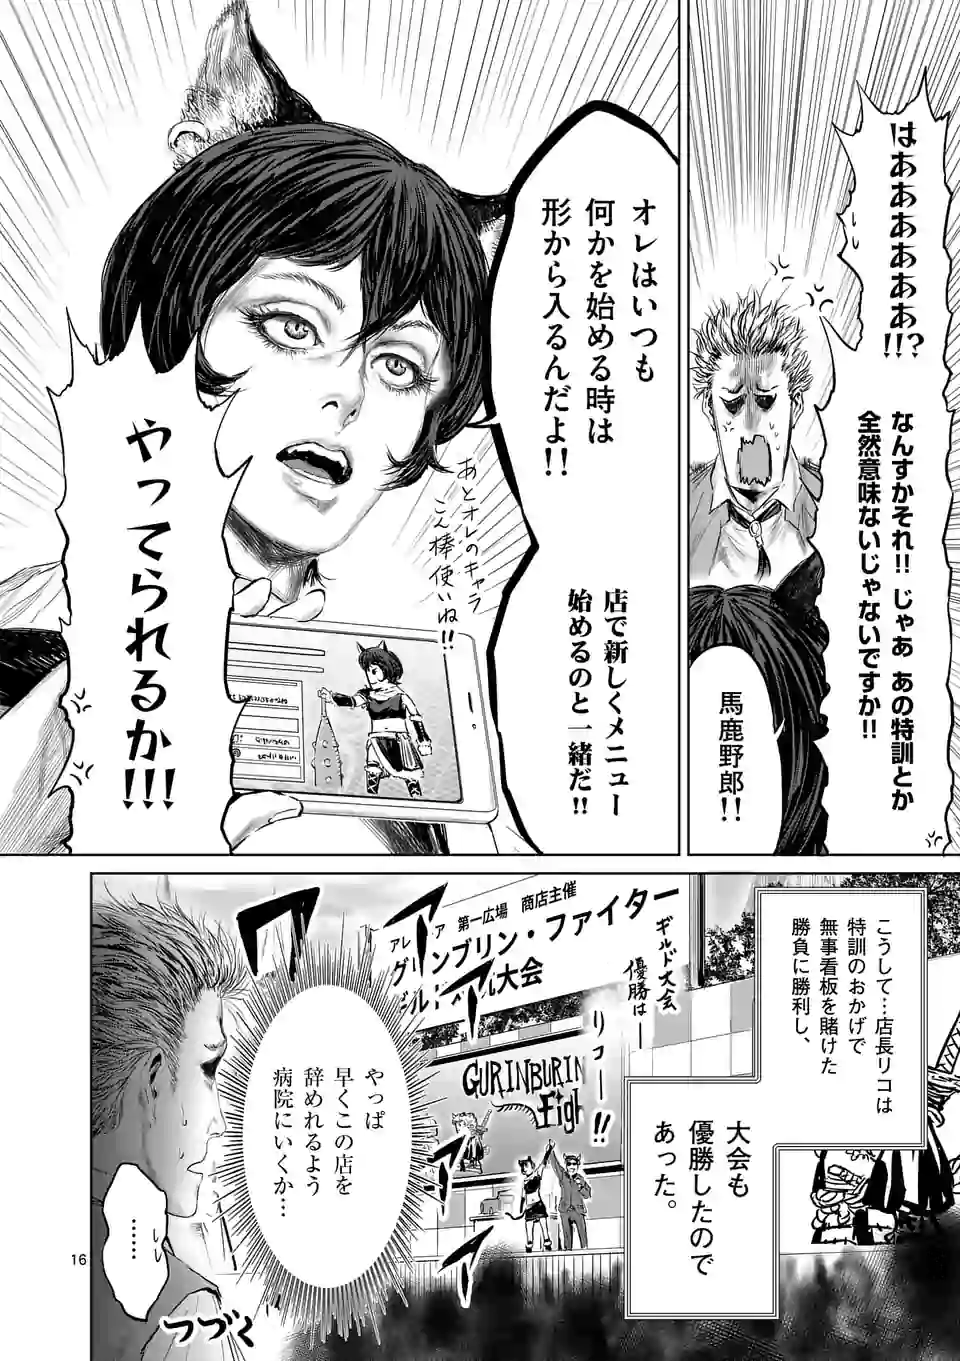 はあああああぁ!!?
なんすかそれ!! じゃあ あの特訓とか
全然意味ないじゃないですか!!
馬鹿野郎!!
オレはいつも
何かを始める時は
形から入るんだよ!!
店で新しくメニュー
始めるのと一緒だ!!
あとオレのキャラ
こん棒使いね!!
やってられるか!!!
こうして…店長リコは
特訓のおかげで
無事看板を賭けた
勝負に勝利し、
大会も
優勝したので
あった。
ギルド大会
優勝は―
リコ――!!
第一広場 商店主催
グリンブリン・ファイター
大会
GURINBURIN
Figh
やっぱ
早くこの店を
辞めれるよう
病院にいくか…
……
つづく
16